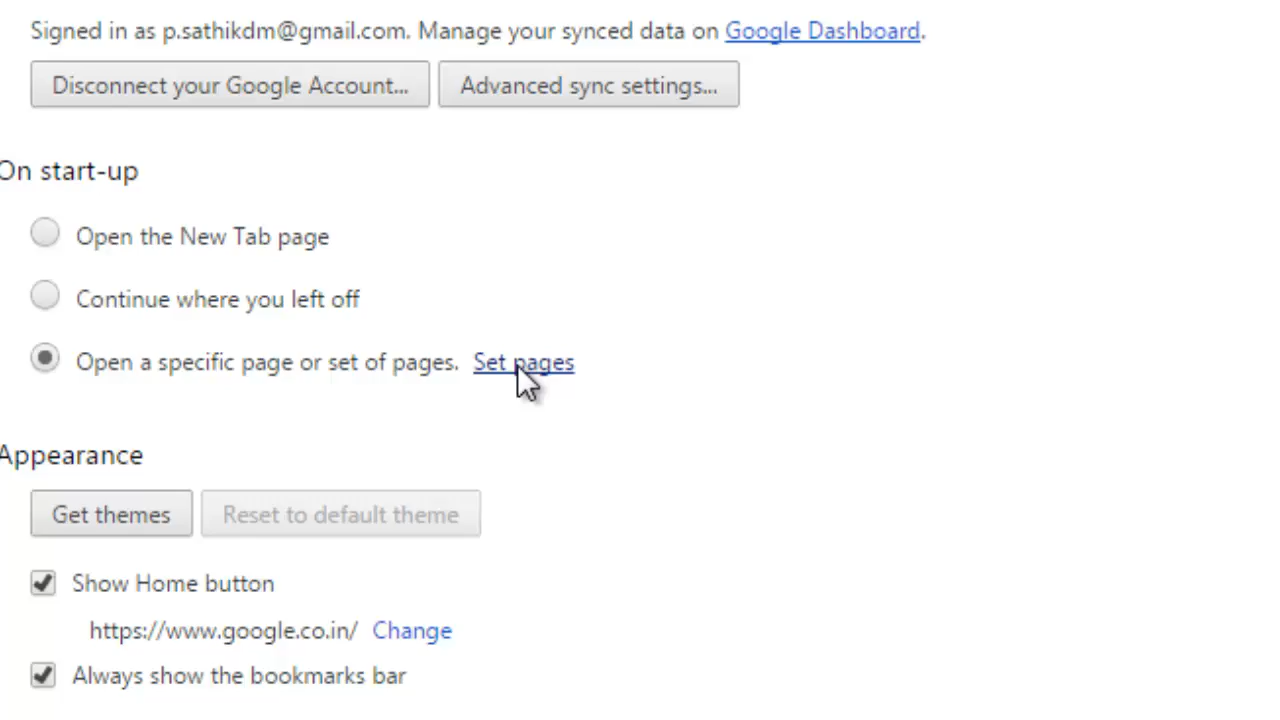 Signed in as p.sathikdm@gmail.com. Manage your synced data on Google Dashboard.
Disconnect your Google Account... Advanced sync settings...
On start-up
Open the New Tab page
Continue where you left off
Open a specific page or set of pages. Set pages
Appearance
Get themes Reset to default theme
Show Home button
https://www.google.co.in/ Change
Always show the bookmarks bar